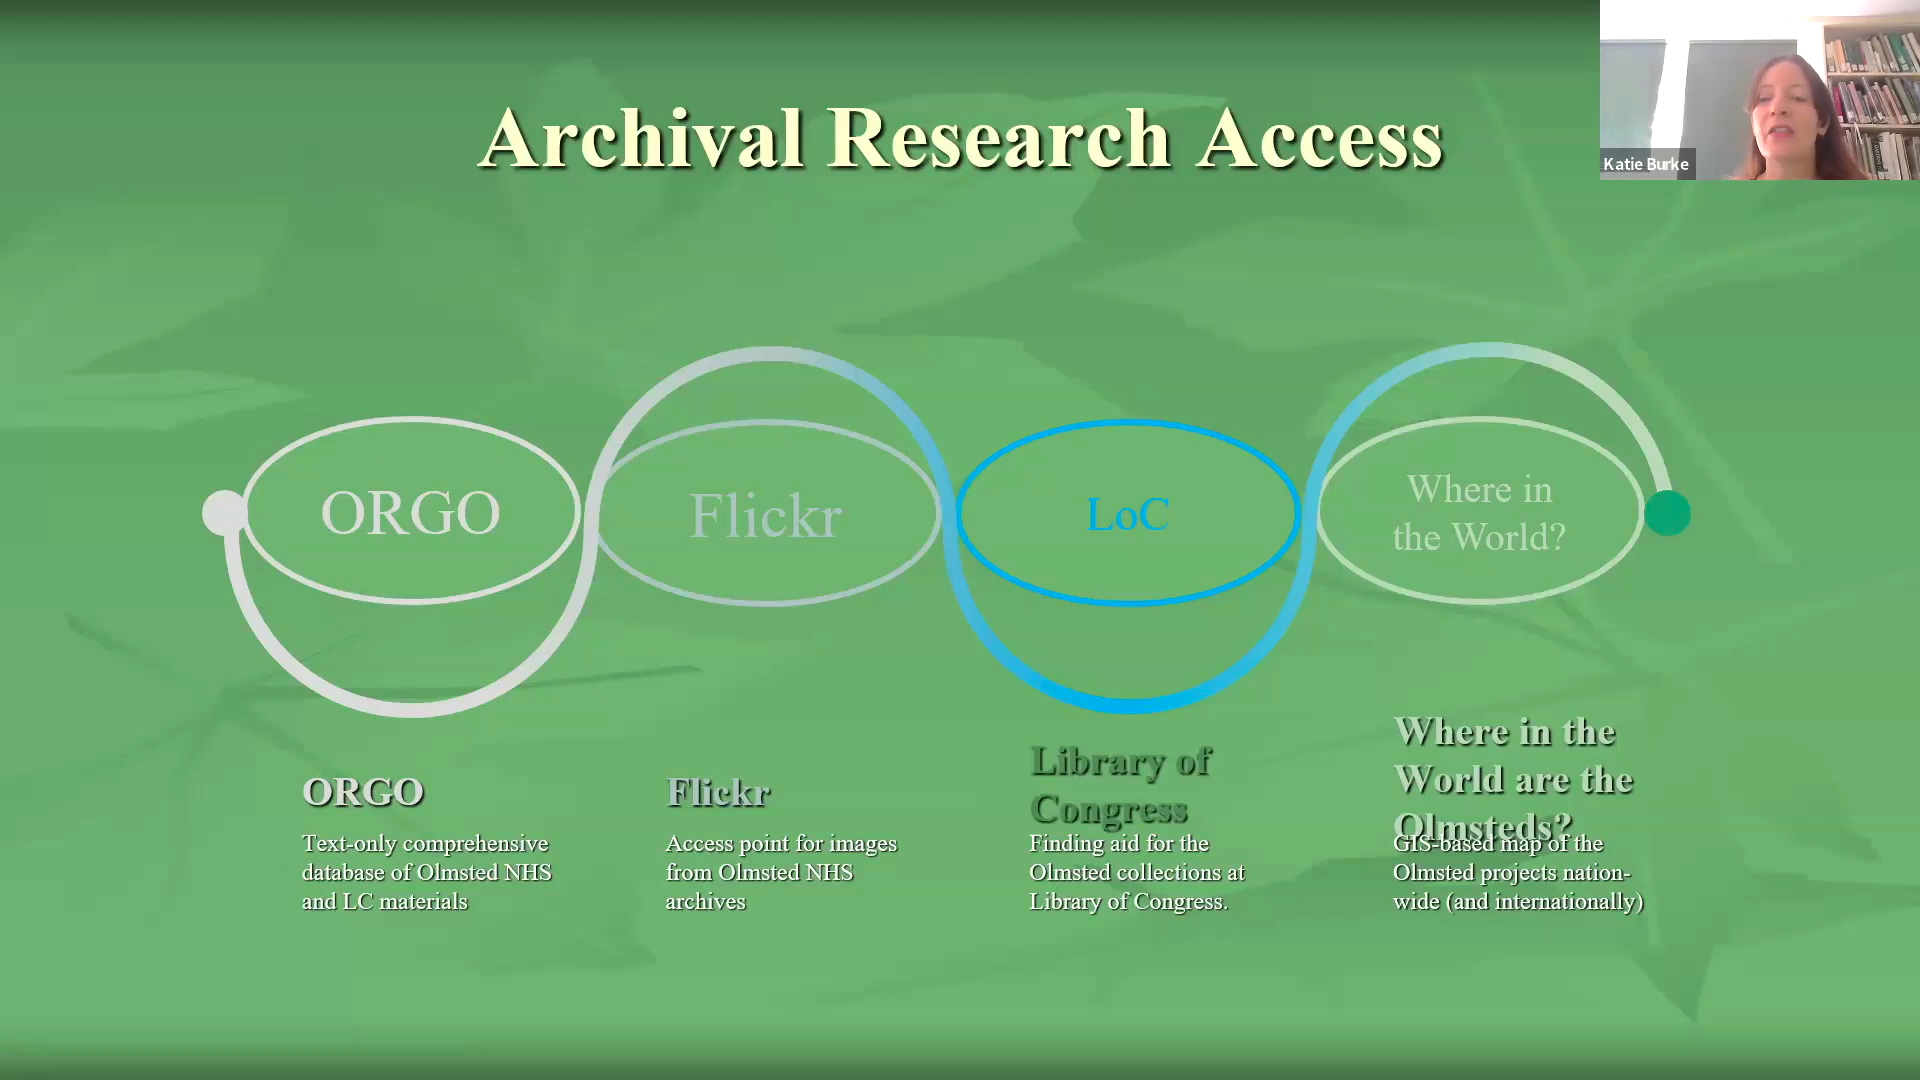 Archival Research Access
Katie Burke
ORGO
Flickr
LoC
Where in
the World?
ORGO
Text-only comprehensive
database of Olmsted NHS
and LC materials
Flickr
Access point for images
from Olmsted NHS
archives
Library of
Congress
Finding aid for the
Olmsted collections at
Library of Congress.
Where in the
World are the
Olmsteds?
GIS-based map of the
Olmsted projects nation-
wide (and internationally)